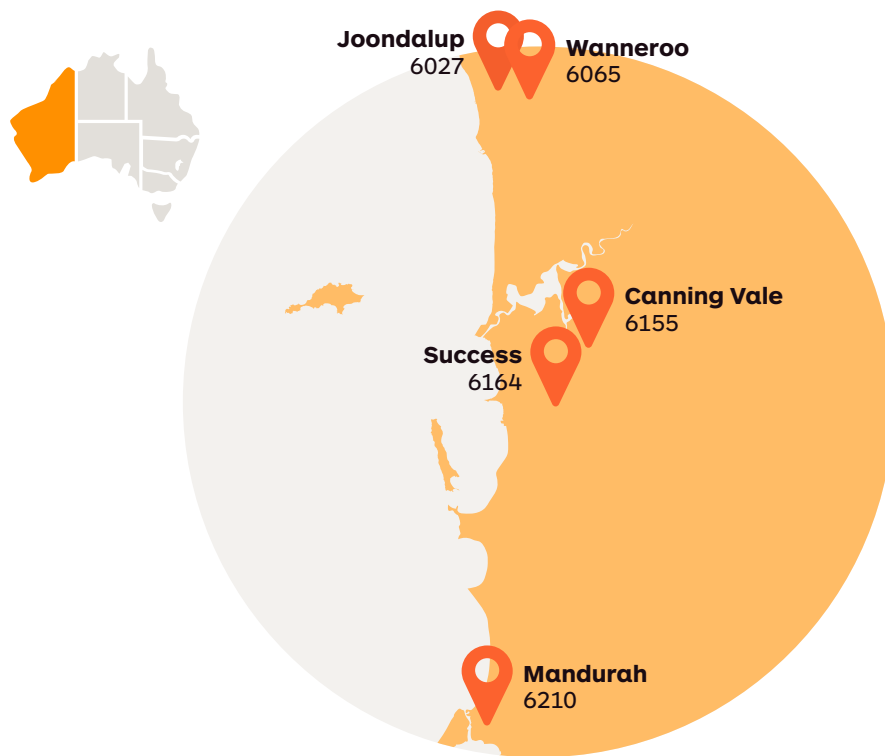 Joondalup
6027
Wanneroo
6065
Canning Vale
6155
Success
6164
Mandurah
6210